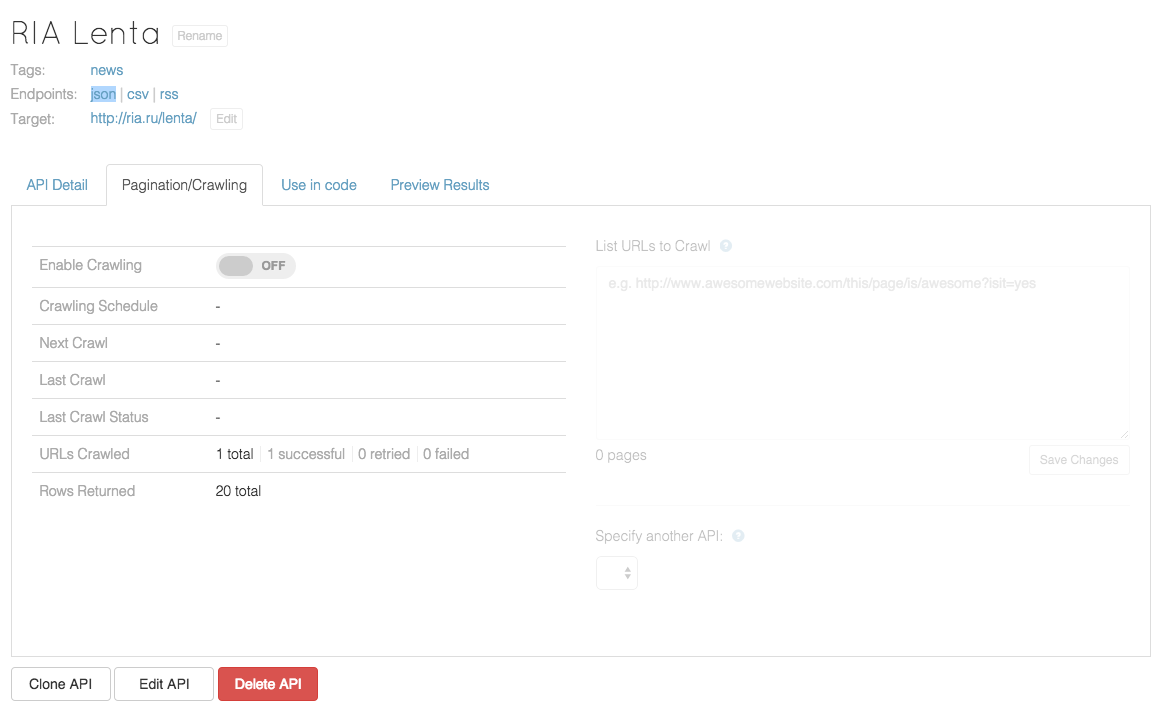 RIA Lenta Rename
Tags: news
Endpoints: json | csv | rss
Target: http://ria.ru/lenta/ Edit
API Detail Pagination/Crawling Use in code Preview Results
Enable Crawling OFF
Crawling Schedule -
Next Crawl -
Last Crawl -
Last Crawl Status -
URLs Crawled 1 total 1 successful 0 retried 0 failed
Rows Returned 20 total
List URLs to Crawl ?
e.g. http://www.awesomewebsite.com/this/page/is/awesome?isit=yes
0 pages Save Changes
Specify another API: ?
Clone API Edit API Delete API